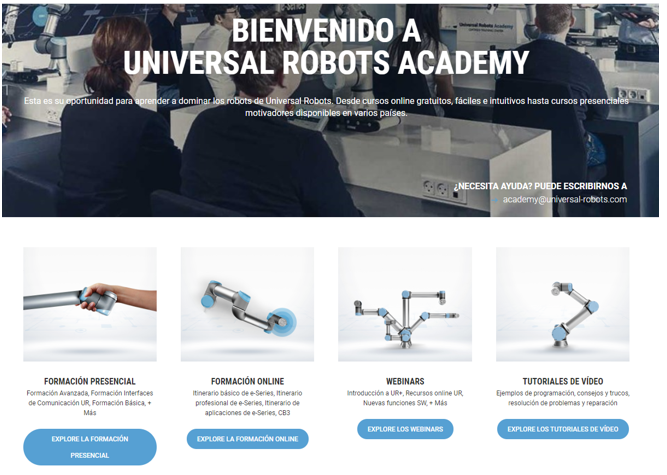 Universal Robots Academy
BIENVENIDO A
UNIVERSAL ROBOTS ACADEMY
Esta es su oportunidad para aprender a dominar los robots de Universal Robots. Desde cursos online gratuitos, fáciles e intuitivos hasta cursos presenciales
motivadores disponibles en varios países.
¿NECESITA AYUDA? PUEDE ESCRIBIRNOS A
academy@universal-robots.com
FORMACIÓN PRESENCIAL
Formación Avanzada, Formación Interfaces
de Comunicación UR, Formación Básica, +
Más
EXPLORE LA FORMACIÓN
PRESENCIAL
FORMACIÓN ONLINE
Itinerario básico de e-Series, Itinerario
profesional de e-Series, Itinerario de
aplicaciones de e-Series, CB3
EXPLORE LA FORMACIÓN ONLINE
WEBINARS
Introducción a UR+, Recursos online UR,
Nuevas funciones SW, + Más
EXPLORE LOS WEBINARS
TUTORIALES DE VÍDEO
Ejemplos de programación, consejos y trucos,
resolución de problemas y reparación
EXPLORE LOS TUTORIALES DE VÍDEO